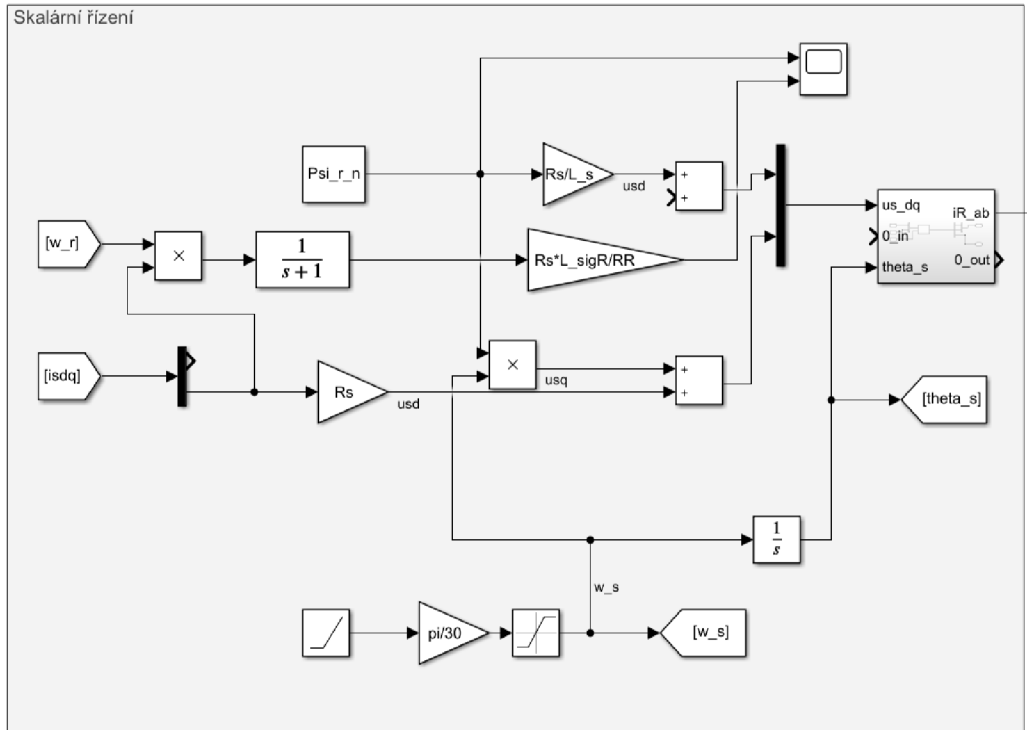 Skalární řízení
Psi_r_n
Rs/L_s
usd
+
+
us_dq
iR_ab
0_in
0_out
theta_s
[w_r]
×
1
s + 1
Rs*L_sigR/RR
[isdq]
Rs
usd
×
usq
+
+
[theta_s]
1
s
w_s
pi/30
[w_s]